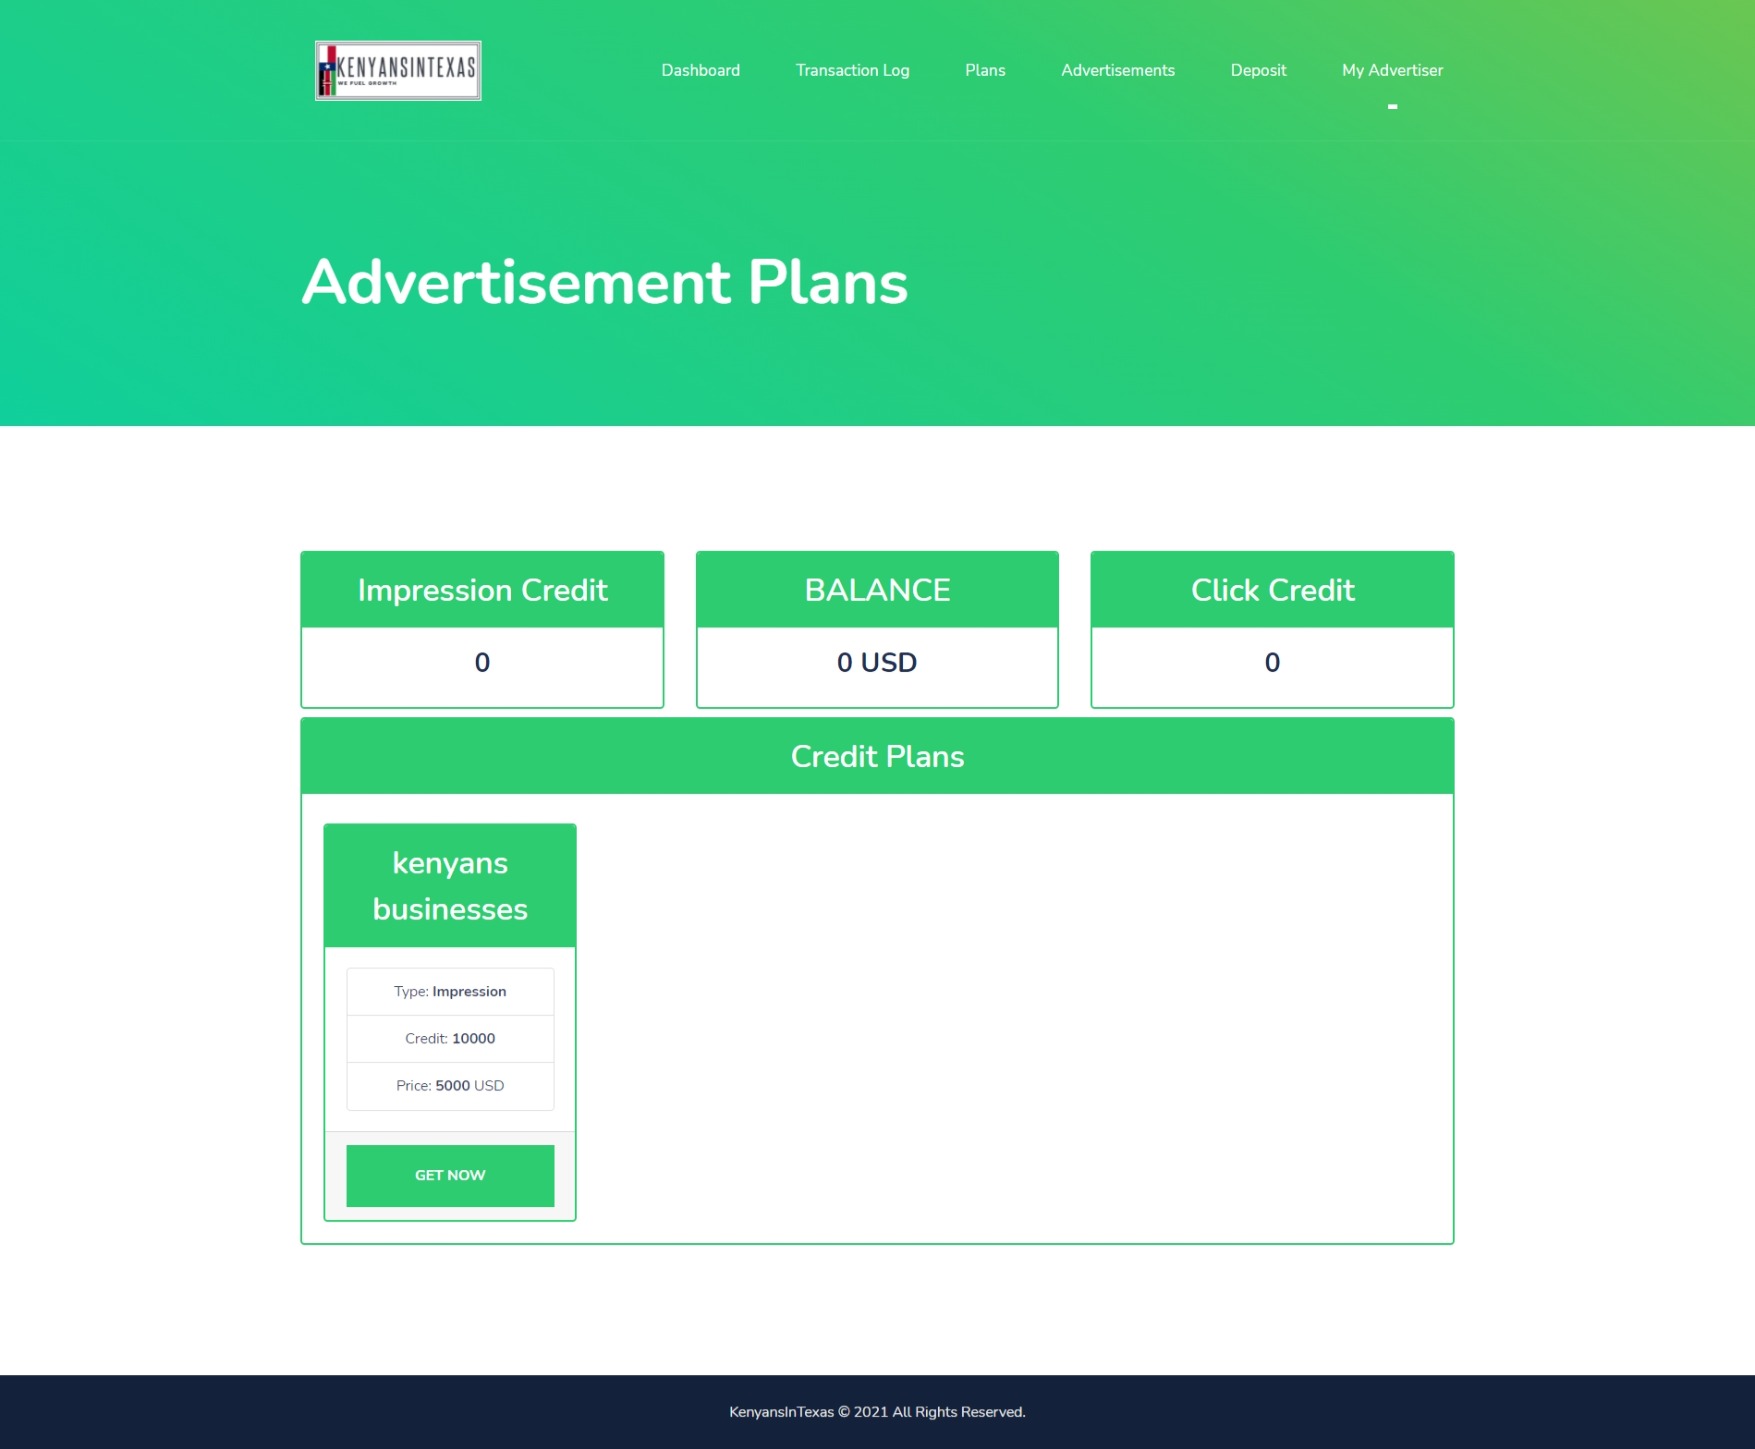 KENYANSINTEXAS
WE FUEL GROWTH
Dashboard
Transaction Log
Plans
Advertisements
Deposit
My Advertiser
Advertisement Plans
Impression Credit
0
BALANCE
0 USD
Click Credit
0
Credit Plans
kenyans
businesses
Type: Impression
Credit: 10000
Price: 5000 USD
GET NOW
KenyansInTexas © 2021 All Rights Reserved.